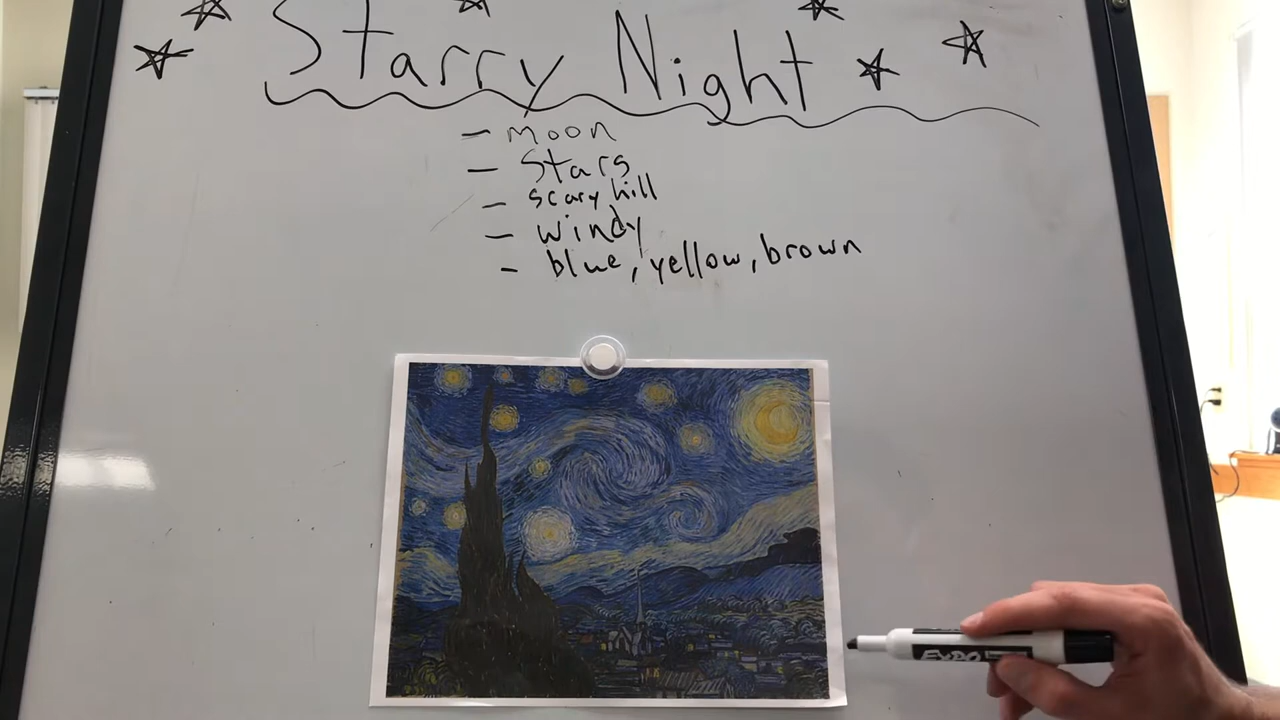 Starry Night
- Moon
- Stars
- scary hill
- windy
- blue, yellow, brown
EXPO